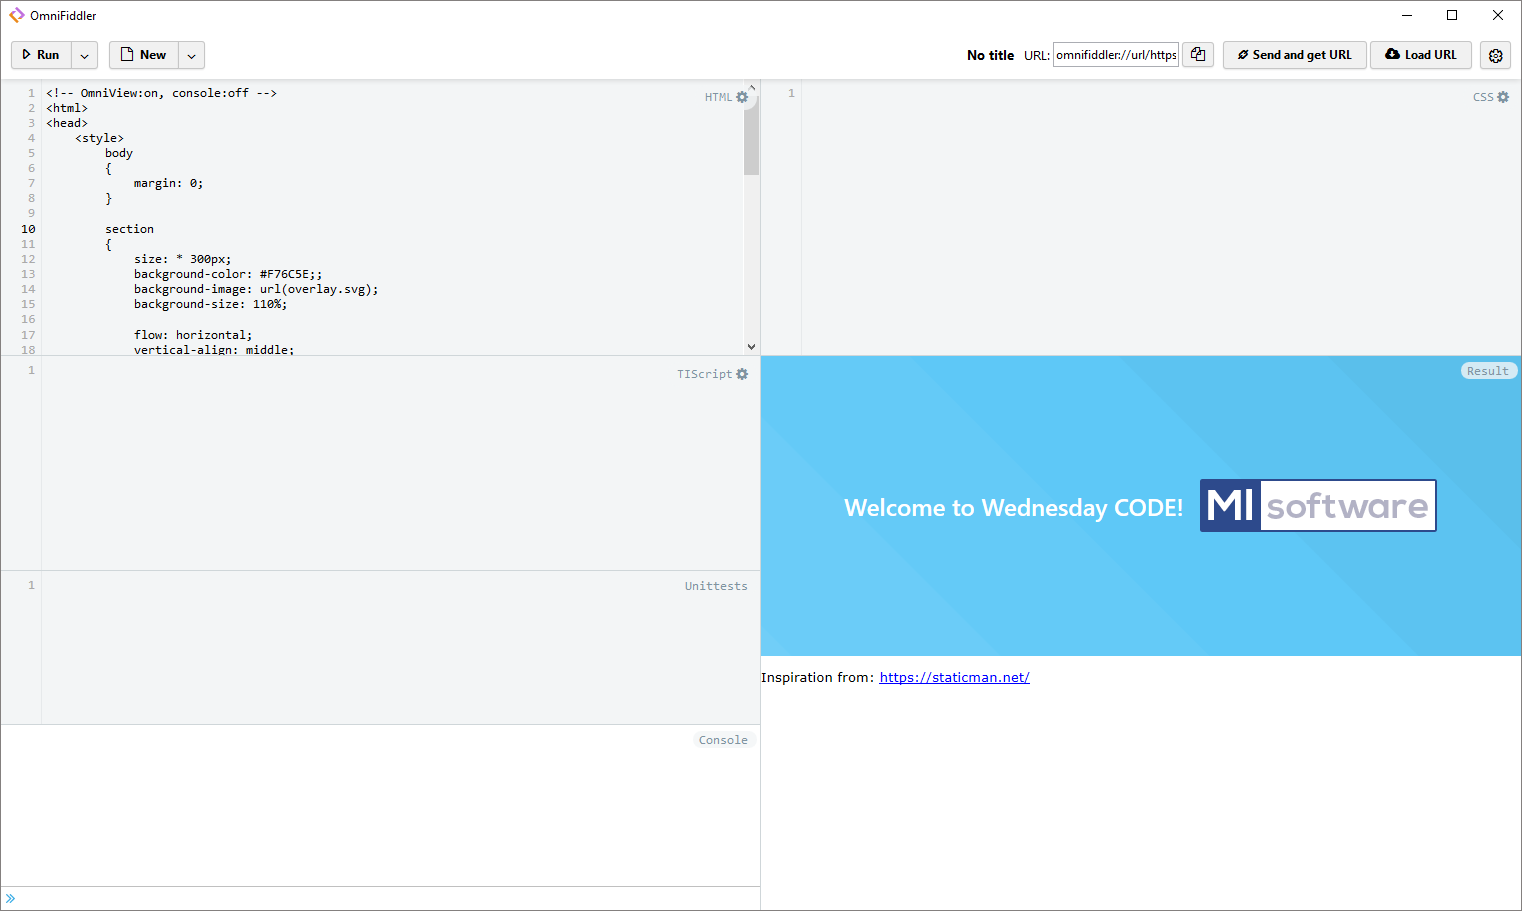 OmniFiddler
Run
New
No title URL: omnifiddler://url/https
Send and get URL
Load URL
HTML
1 <!-- OmniView:on, console:off -->
2 <html>
3 <head>
4 <style>
5 body
6 {
7 margin: 0;
8 }
9
10 section
11 {
12 size: * 300px;
13 background-color: #F76C5E;;
14 background-image: url(overlay.svg);
15 background-size: 110%;
16
17 flow: horizontal;
18 vertical-align: middle;
1
CSS
1
TIScript
1
Unittests
Console
Result
Welcome to Wednesday CODE!
MI software
Inspiration from: https://staticman.net/